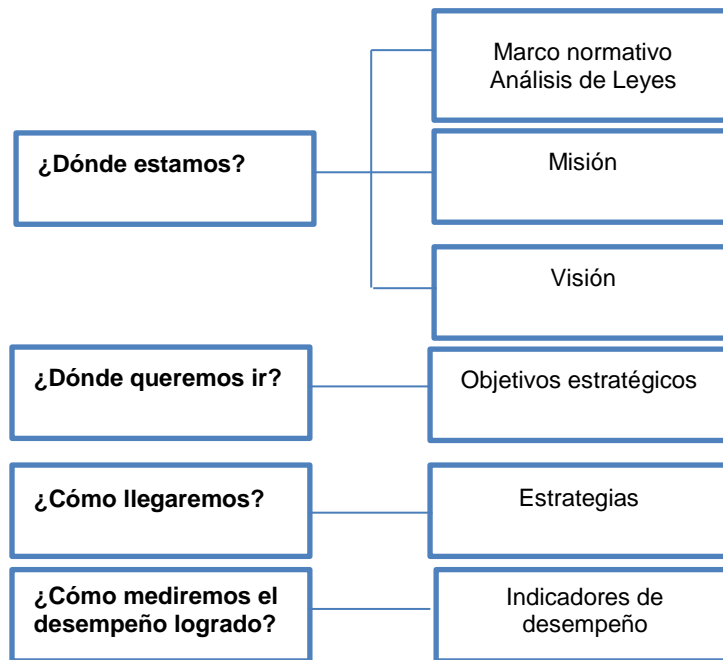 Marco normativo
Análisis de Leyes
¿Dónde estamos?
Misión
Visión
¿Dónde queremos ir?
Objetivos estratégicos
¿Cómo llegaremos?
Estrategias
¿Cómo mediremos el
desempeño logrado?
Indicadores de
desempeño